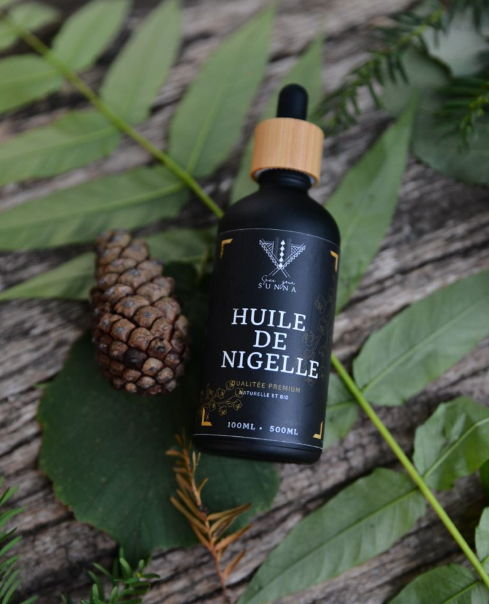 SUNNA
HUILE
DE
NIGELLE
QUALITÉE PREMIUM
NATURELLE ET BIO
100ML • 500ML